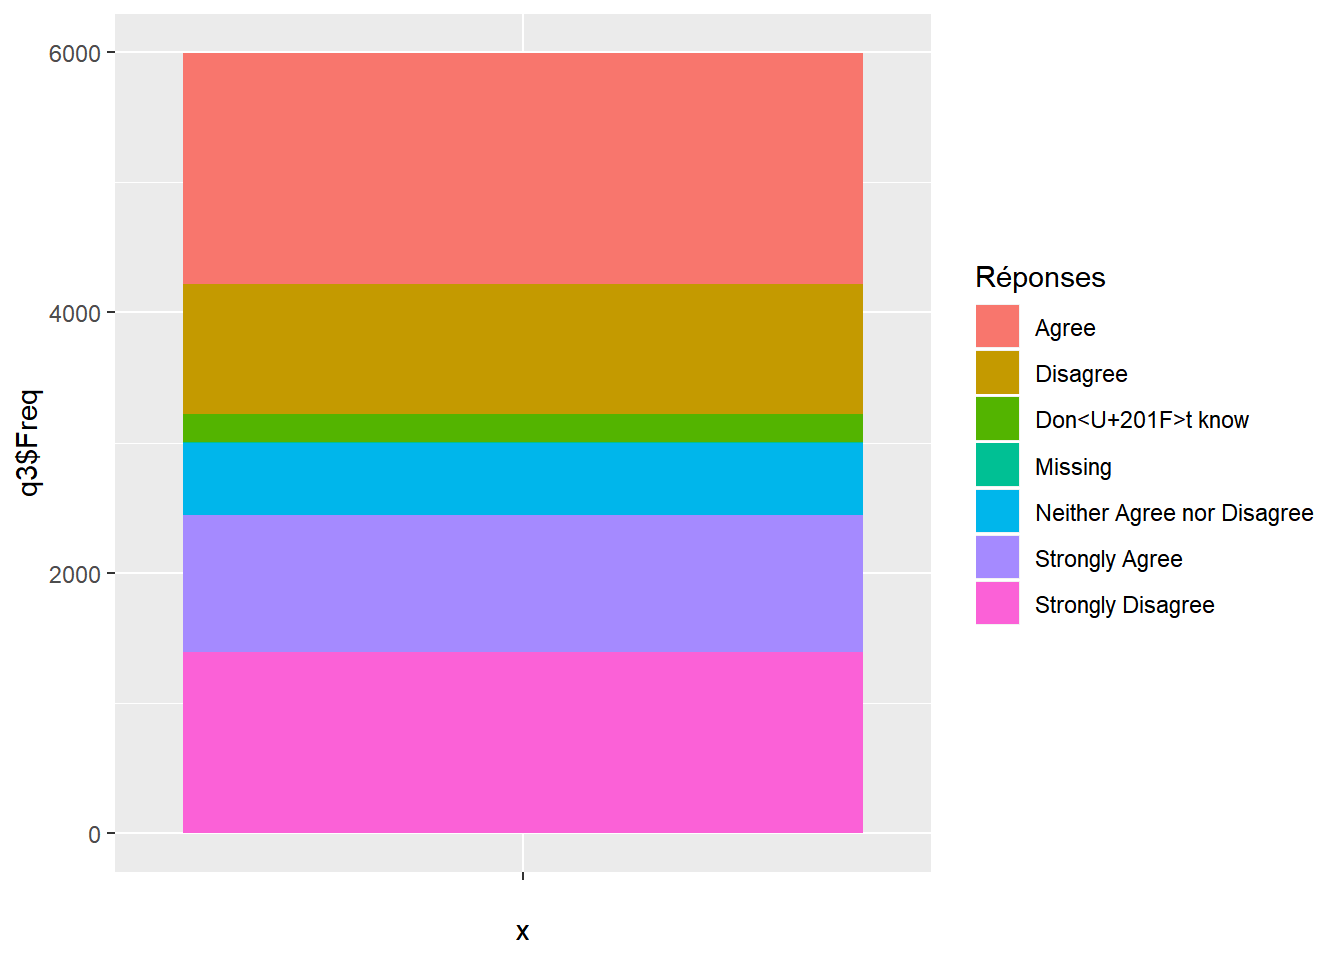 6000
4000
2000
0
q3$Freq
x
Réponses
Agree
Disagree
Don<U+201F>t know
Missing
Neither Agree nor Disagree
Strongly Agree
Strongly Disagree